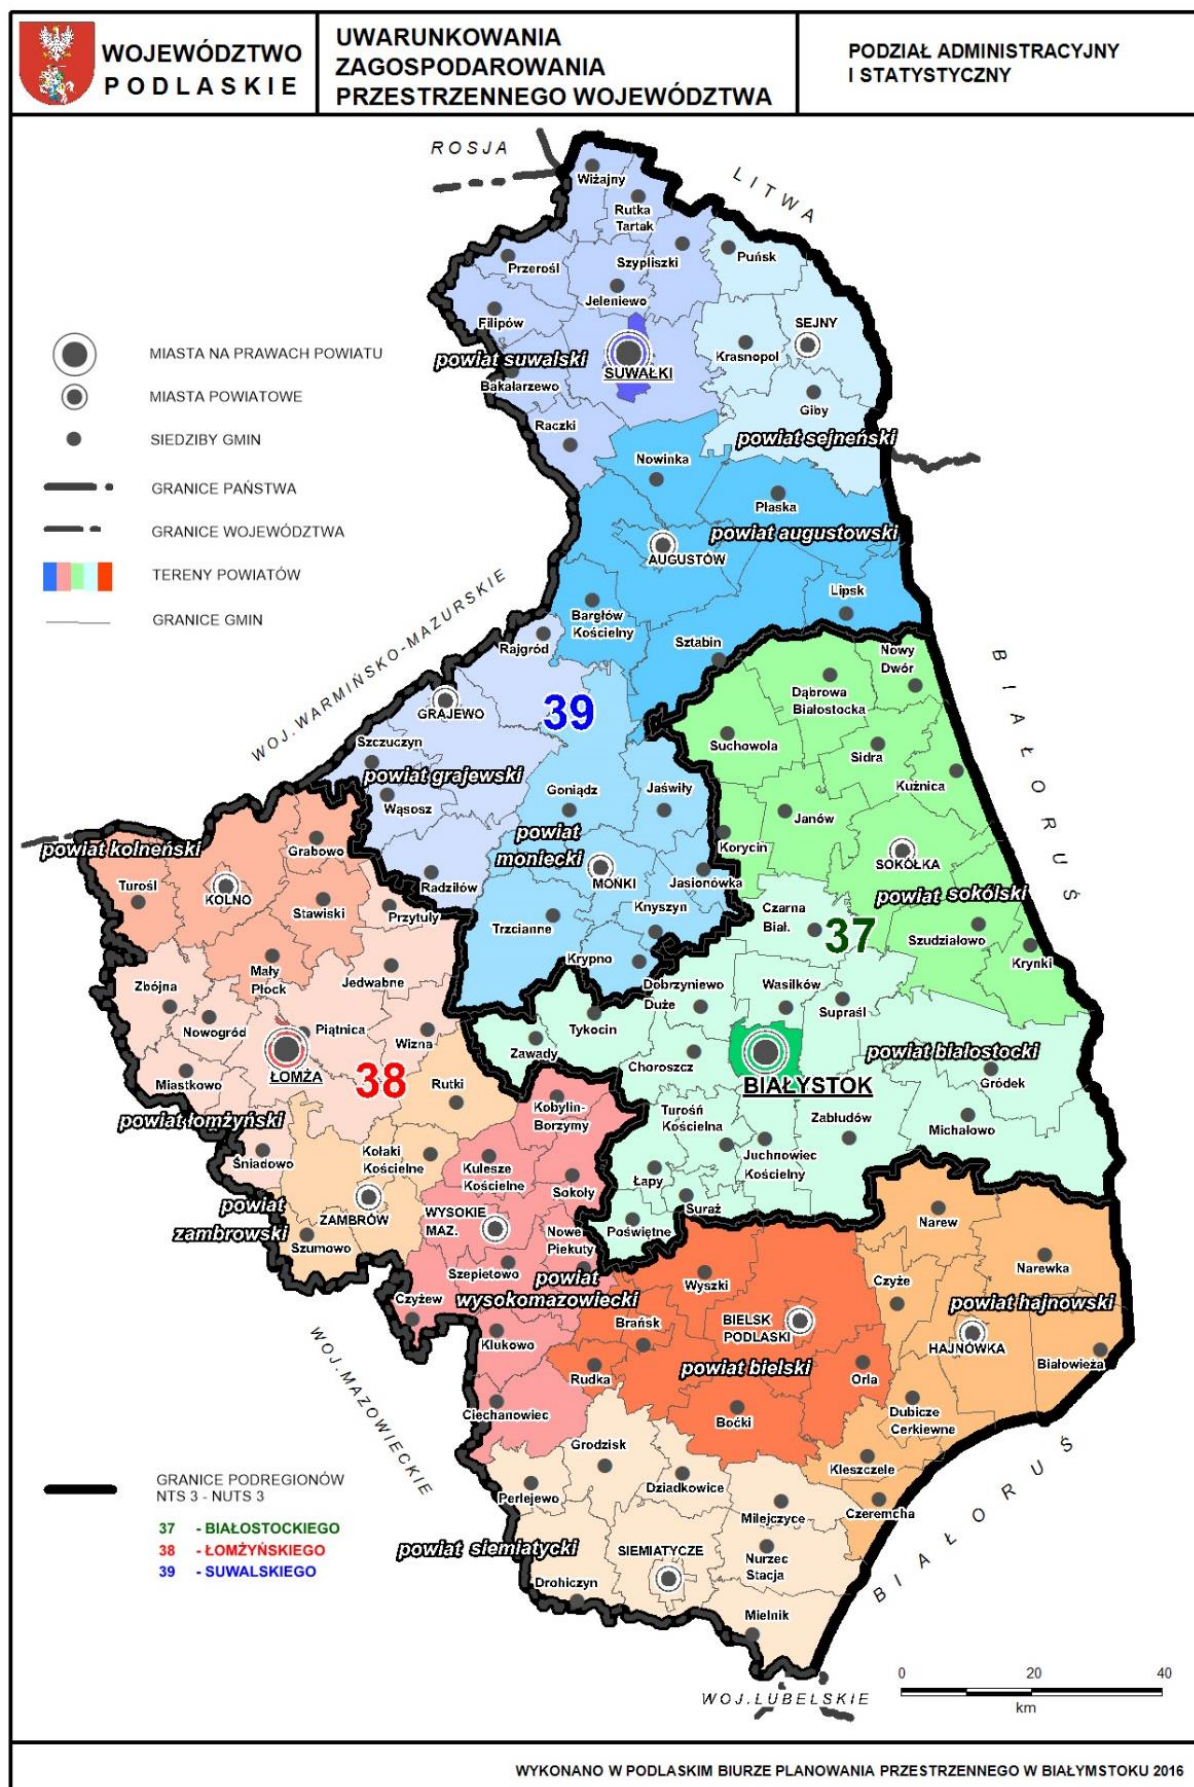 WOJEWÓDZTWO
PODLASKIE
UWARUNKOWANIA
ZAGOSPODAROWANIA
PRZESTRZENNEGO WOJEWÓDZTWA
PODZIAŁ ADMINISTRACYJNY
I STATYSTYCZNY
ROSJA
LITWA
Wiżajny
Rutka
Tartak
Puńsk
Przerośl
Szypliszki
Jeleniewo
Filipów
SEJNY
MIASTA NA PRAWACH POWIATU
powiat suwalski
Krasnopol
SUWAŁKI
Bakałarzewo
MIASTA POWIATOWE
Giby
Raczki
SIEDZIBY GMIN
powiat sejneński
Nowinka
GRANICE PAŃSTWA
Płaska
GRANICE WOJEWÓDZTWA
powiat augustowski
AUGUSTÓW
TERENY POWIATÓW
Lipsk
GRANICE GMIN
Bargłów
Kościelny
WOJ.WARMIŃSKO-MAZURSKIE
Rajgród
Sztabin
Nowy
Dwór
BIAŁORUŚ
Dąbrowa
Białostocka
39
GRAJEWO
Szczuczyn
Suchowola
Sidra
powiat grajewski
Kuźnica
Goniądz
Jaświły
Wąsosz
Janów
powiat
moniecki
Korycin
powiat kolneński
Grabowo
SOKÓŁKA
Turośl
KOLNO
Radziłów
MOŃKI
Jasionówka
powiat sokólski
Stawiski
Przytuły
Knyszyn
Czarna
Biał.
37
Trzcianne
Szudziałowo
Krynki
Krypno
Mały
Płock
Jedwabne
Zbójna
Dobrzyniewo
Duże
Wasilków
Supraśl
Nowogród
Piątnica
Tykocin
Wizna
Zawady
Choroszcz
powiat białostocki
ŁOMŻA
38
Miastkowo
Rutki
BIAŁYSTOK
Gródek
Kobylin-
Borzymy
Turośń
Kościelna
Zabłudów
powiat łomżyński
Michałowo
Śniadowo
Kołaki
Kościelne
Kulesze
Kościelne
Juchnowiec
Kościelny
Łapy
Sokoły
powiat
zambrowski
ZAMBRÓW
WYSOKIE
MAZ.
Suraż
Poświętne
Nowe
Piekuty
Narew
Szumowo
Szepietowo
powiat
wysokomazowiecki
Wyszki
Czyże
Narewka
Czyżew
powiat hajnowski
Brańsk
BIELSK
PODLASKI
Klukowo
HAJNÓWKA
Białowieża
WOJ.MAZOWIECKIE
powiat bielski
Rudka
Orla
Ciechanowiec
Boćki
Dubicze
Cerkiewne
Grodzisk
Kleszczele
BIAŁORUŚ
GRANICE PODREGIONÓW
NTS 3 - NUTS 3
Perlejewo
Dziadkowice
Milejczyce
Czeremcha
37 - BIAŁOSTOCKIEGO
38 - ŁOMŻYŃSKIEGO
39 - SUWALSKIEGO
powiat siemiatycki
SIEMIATYCZE
Nurzec
Stacja
Drohiczyn
Mielnik
WOJ.LUBELSKIE
0 20 40
km
WYKONANO W PODLASKIM BIURZE PLANOWANIA PRZESTRZENNEGO W BIAŁYMSTOKU 2016